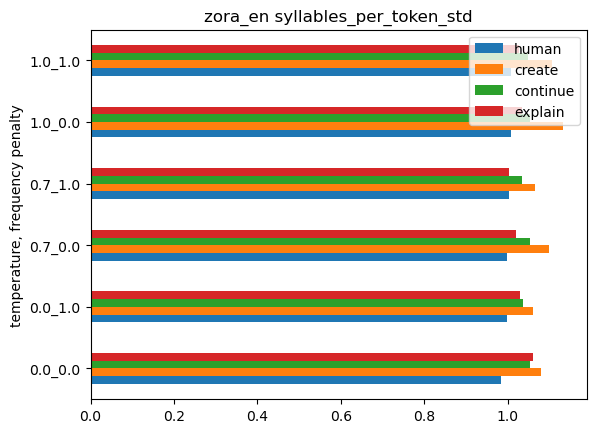 zora_en syllables_per_token_std
temperature, frequency penalty
1.0_1.0
1.0_0.0
0.7_1.0
0.7_0.0
0.0_1.0
0.0_0.0
human
create
continue
explain
0.0 0.2 0.4 0.6 0.8 1.0